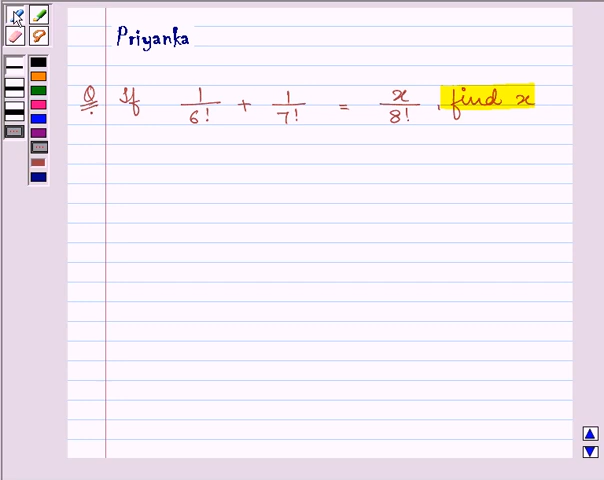 Priyanka
Q. If 1/6! + 1/7! = x/8!, find x